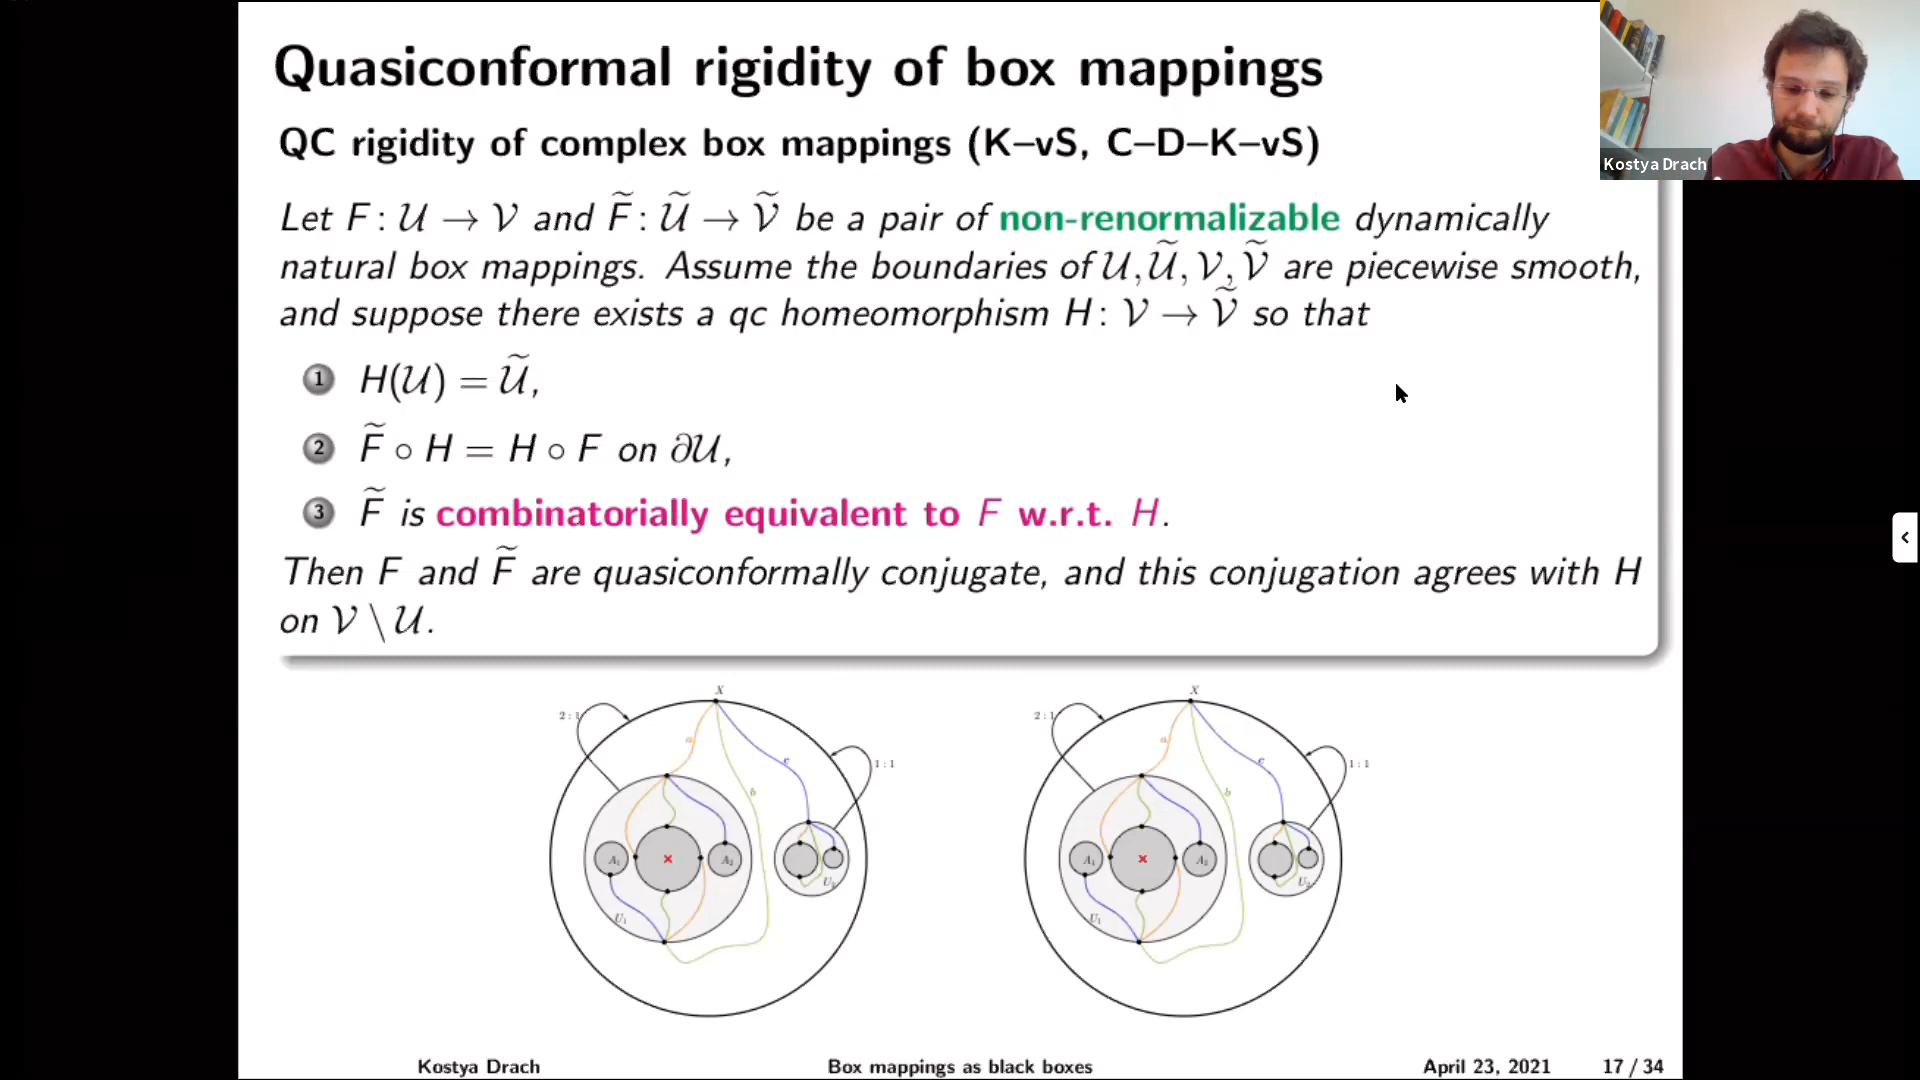 Quasiconformal rigidity of box mappings
QC rigidity of complex box mappings (K–vS, C–D–K–vS)
Let F: 𝒰 → 𝒱 and F̃: 𝒰̃ → 𝒱̃ be a pair of non-renormalizable dynamically
natural box mappings. Assume the boundaries of 𝒰, 𝒰̃, 𝒱, 𝒱̃ are piecewise smooth,
and suppose there exists a qc homeomorphism H: 𝒱 → 𝒱̃ so that
1 H(𝒰) = 𝒰̃,
2 F̃ ∘ H = H ∘ F on ∂𝒰,
3 F̃ is combinatorially equivalent to F w.r.t. H.
Then F and F̃ are quasiconformally conjugate, and this conjugation agrees with H
on 𝒱 \ 𝒰.
X
2 : 1
a
c
1 : 1
b
A₁
A₂
U₁
X
2 : 1
a
c
1 : 1
b
A₁
A₂
U₁
Kostya Drach
Box mappings as black boxes
April 23, 2021
17 / 34
Kostya Drach